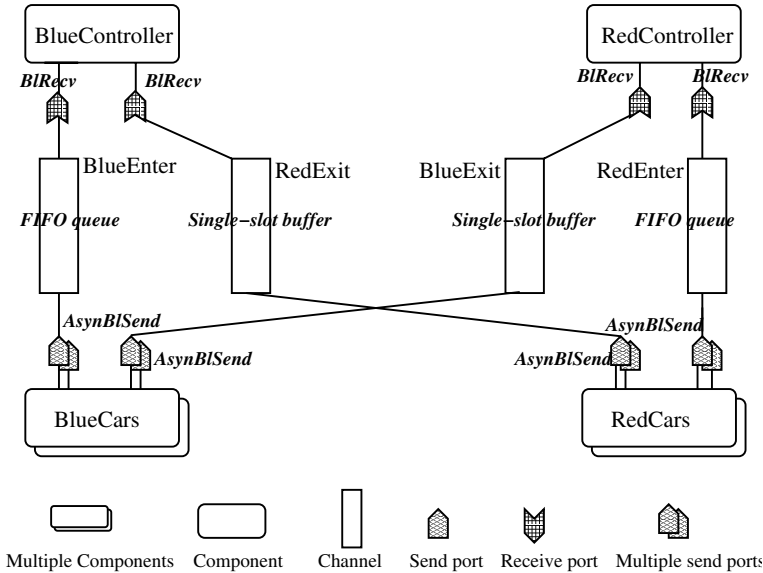 BlueController
RedController
BlRecv
BlRecv
BlRecv
BlRecv
BlueEnter
RedExit
BlueExit
RedEnter
FIFO queue
Single−slot buffer
Single−slot buffer
FIFO queue
AsynBlSend
AsynBlSend
AsynBlSend
AsynBlSend
BlueCars
RedCars
Multiple Components
Component
Channel
Send port
Receive port
Multiple send ports